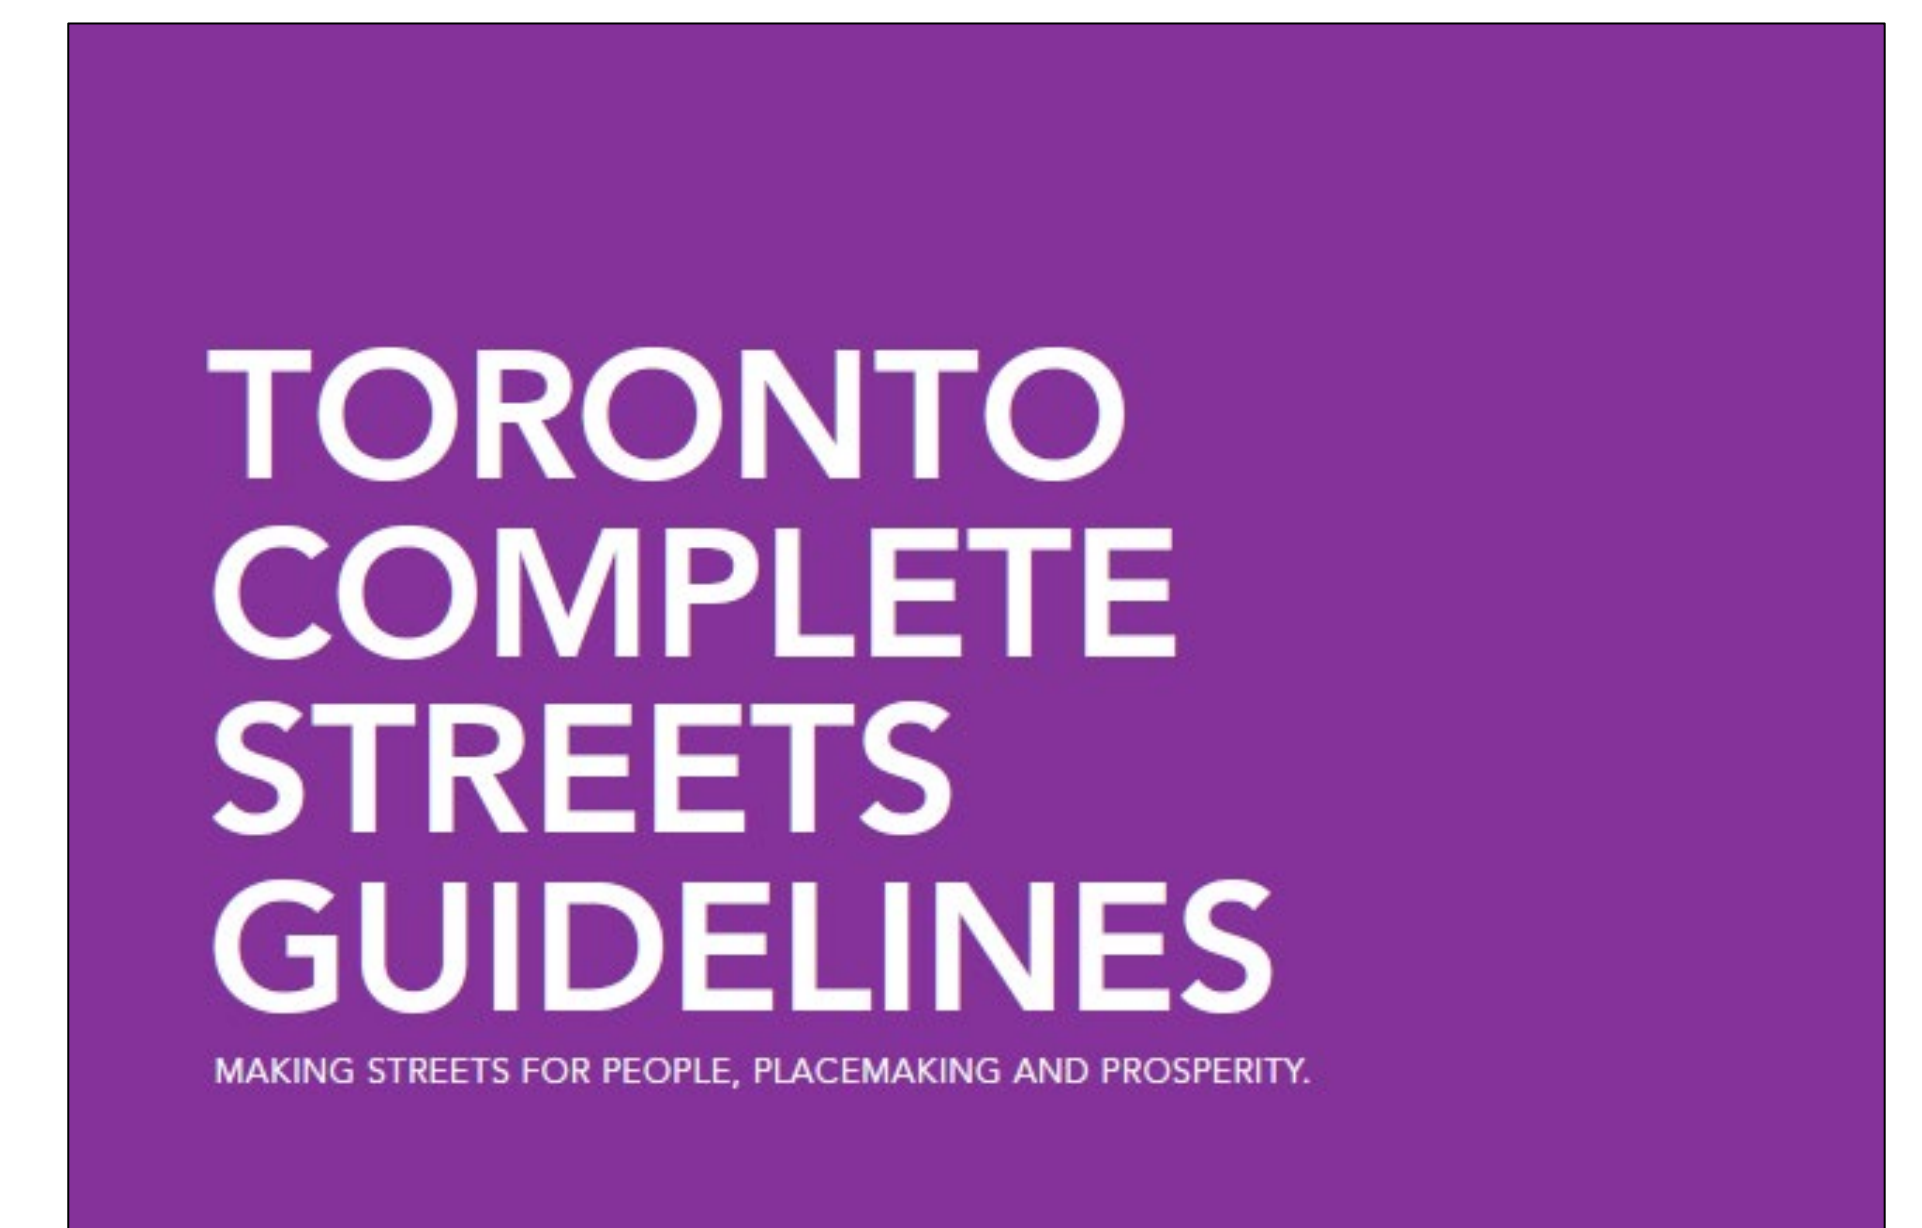 TORONTO
COMPLETE
STREETS
GUIDELINES
MAKING STREETS FOR PEOPLE, PLACEMAKING AND PROSPERITY.